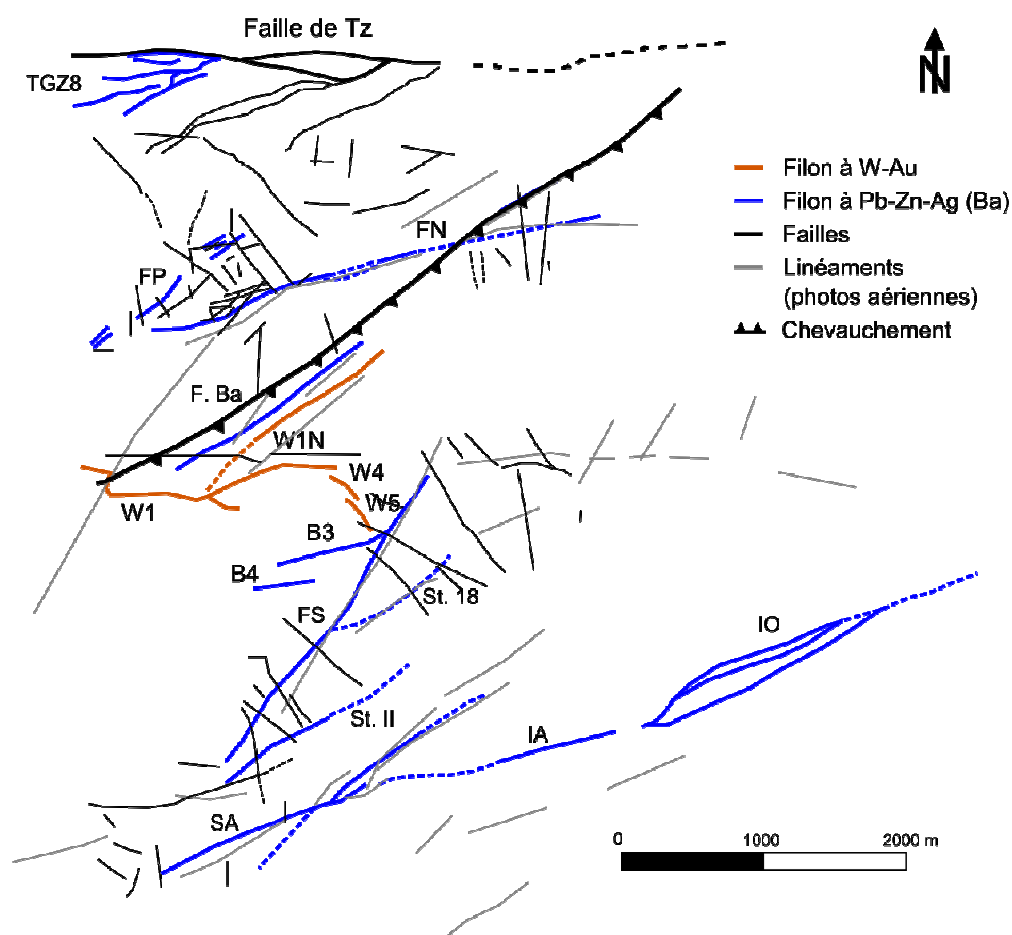 Faille de Tz
N
TGZ8
Filon à W-Au
Filon à Pb-Zn-Ag (Ba)
FN
Failles
FP
Linéaments
(photos aériennes)
Chevauchement
F. Ba
W1N
W4
W1
W5
B3
B4
St. 18
FS
IO
St. II
IA
SA
0 1000 2000 m